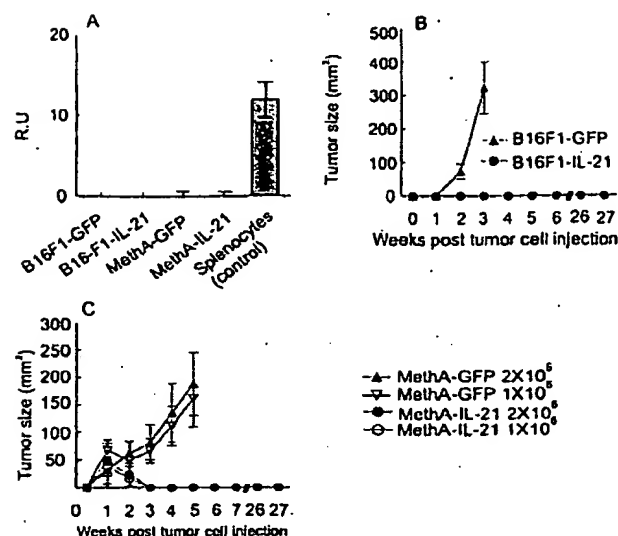 A
R.U
20
10
0
B16F1-GFP
B16-F1-IL-21
MethA-GFP
MethA-IL-21
Splenocytes
(control)
B
Tumor size (mm²)
500
400
300
200
100
0
B16F1-GFP
B16F1-IL-21
0 1 2 3 4 5 6 26 27
Weeks post tumor cell injection
C
Tumor size (mm²)
300
250
200
150
100
50
0 1 2 3 4 5 6 7 26 27
Weeks post tumor cell injection
MethA-GFP 2X10⁶
MethA-GFP 1X10⁶
MethA-IL-21 2X10⁶
MethA-IL-21 1X10⁶